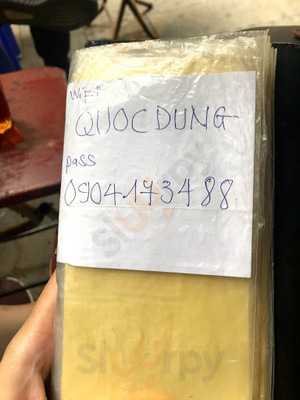 WiFi
QUOCDUNG
pass
0904173488
Sluurpy